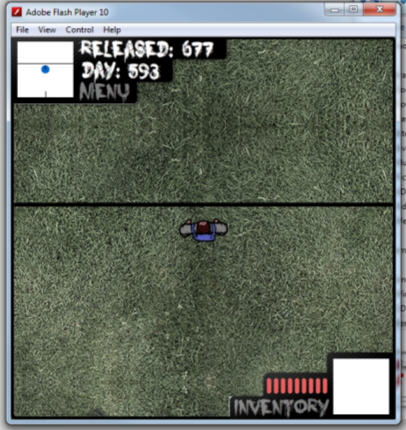 Adobe Flash Player 10
File View Control Help
RELEASED: 677
DAY: 593
MENU
INVENTORY